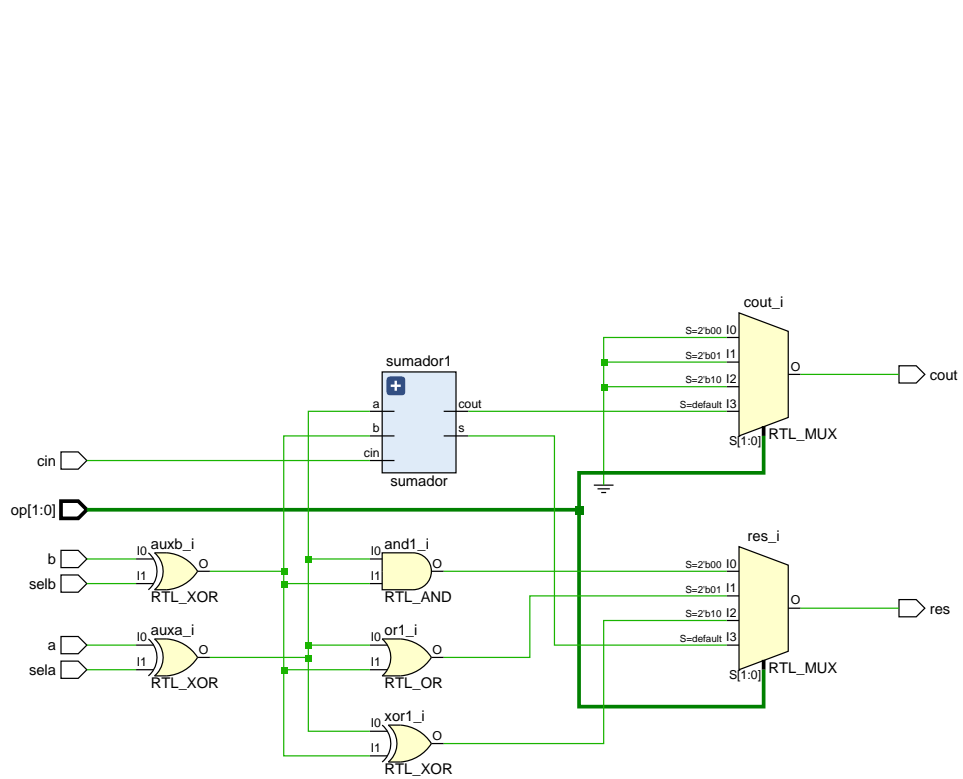 cout_i
S=2'b00 I0
S=2'b01 I1
S=2'b10 I2
S=default I3
O
cout
S[1:0]
RTL_MUX
sumador1
a
cout
b
s
cin
sumador
cin
op[1:0]
b
selb
auxb_i
I0
I1
O
RTL_XOR
and1_i
I0
I1
O
RTL_AND
res_i
S=2'b00 I0
S=2'b01 I1
S=2'b10 I2
S=default I3
O
res
S[1:0]
RTL_MUX
a
sela
auxa_i
I0
I1
O
RTL_XOR
or1_i
I0
I1
O
RTL_OR
xor1_i
I0
I1
O
RTL_XOR